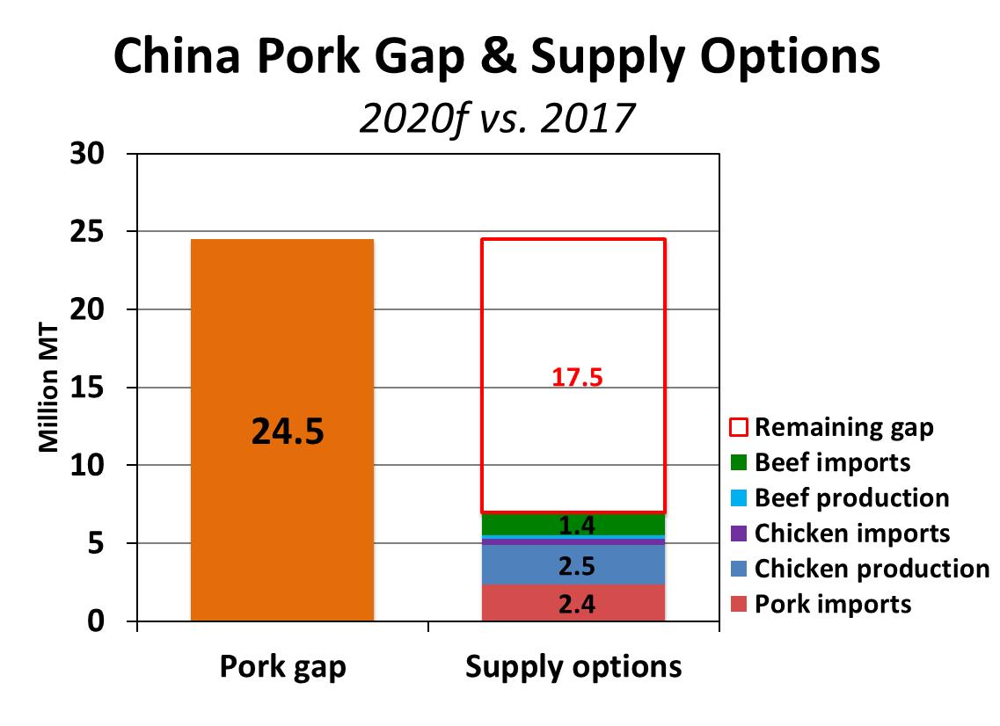 China Pork Gap & Supply Options
2020f vs. 2017
30
25
20
15
10
5
0
Million MT
24.5
17.5
1.4
2.5
2.4
Pork gap
Supply options
Remaining gap
Beef imports
Beef production
Chicken imports
Chicken production
Pork imports